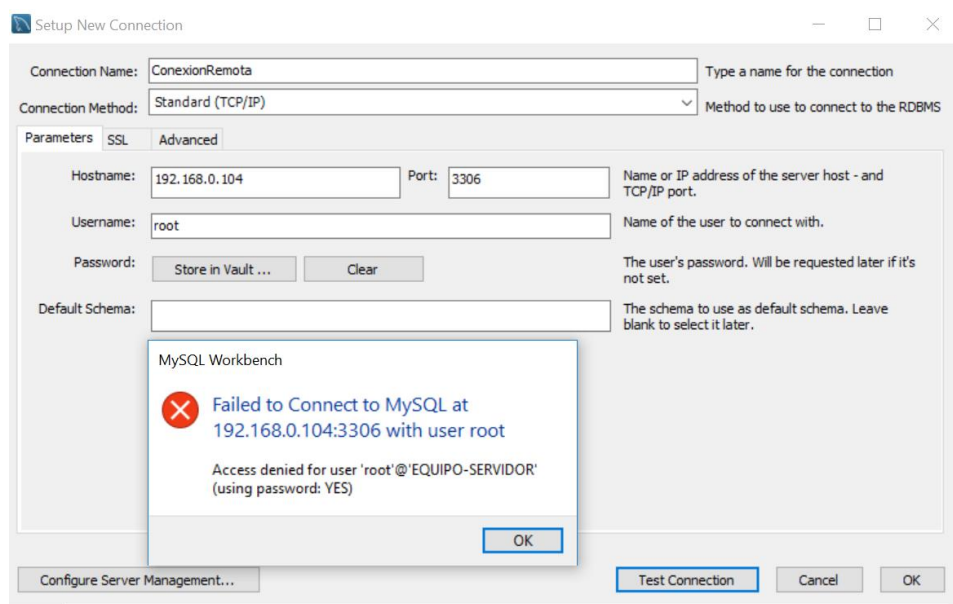 Setup New Connection
Connection Name: ConexionRemota Type a name for the connection
Connection Method: Standard (TCP/IP) Method to use to connect to the RDBMS
Parameters SSL Advanced
Hostname: 192.168.0.104 Port: 3306 Name or IP address of the server host - and
TCP/IP port.
Username: root Name of the user to connect with.
Password: Store in Vault ... Clear The user's password. Will be requested later if it's
not set.
Default Schema: The schema to use as default schema. Leave
blank to select it later.
MySQL Workbench
Failed to Connect to MySQL at
192.168.0.104:3306 with user root
Access denied for user 'root'@'EQUIPO-SERVIDOR'
(using password: YES)
OK
Configure Server Management... Test Connection Cancel OK